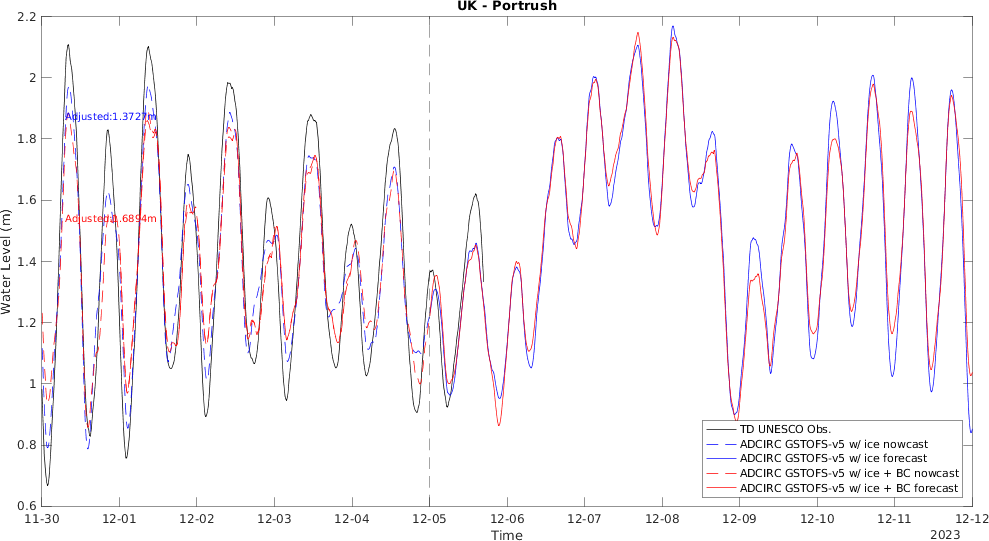 UK - Portrush
2.2
2
1.8
1.6
1.4
1.2
1
0.8
0.6
Water Level (m)
Adjusted:1.3727m
Adjusted:1.6894m
TD UNESCO Obs.
ADCIRC GSTOFS-v5 w/ ice nowcast
ADCIRC GSTOFS-v5 w/ ice forecast
ADCIRC GSTOFS-v5 w/ ice + BC nowcast
ADCIRC GSTOFS-v5 w/ ice + BC forecast
11-30 12-01 12-02 12-03 12-04 12-05 12-06 12-07 12-08 12-09 12-10 12-11 12-12
Time
2023